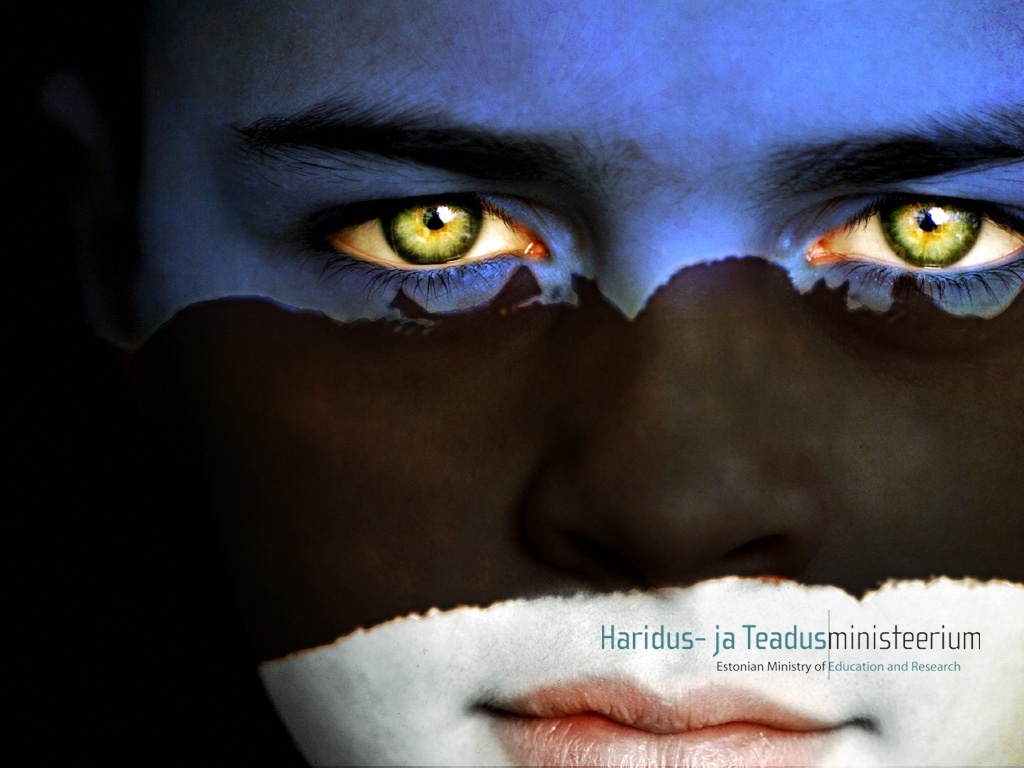 Haridus- ja Teadusministeerium
Estonian Ministry of Education and Research